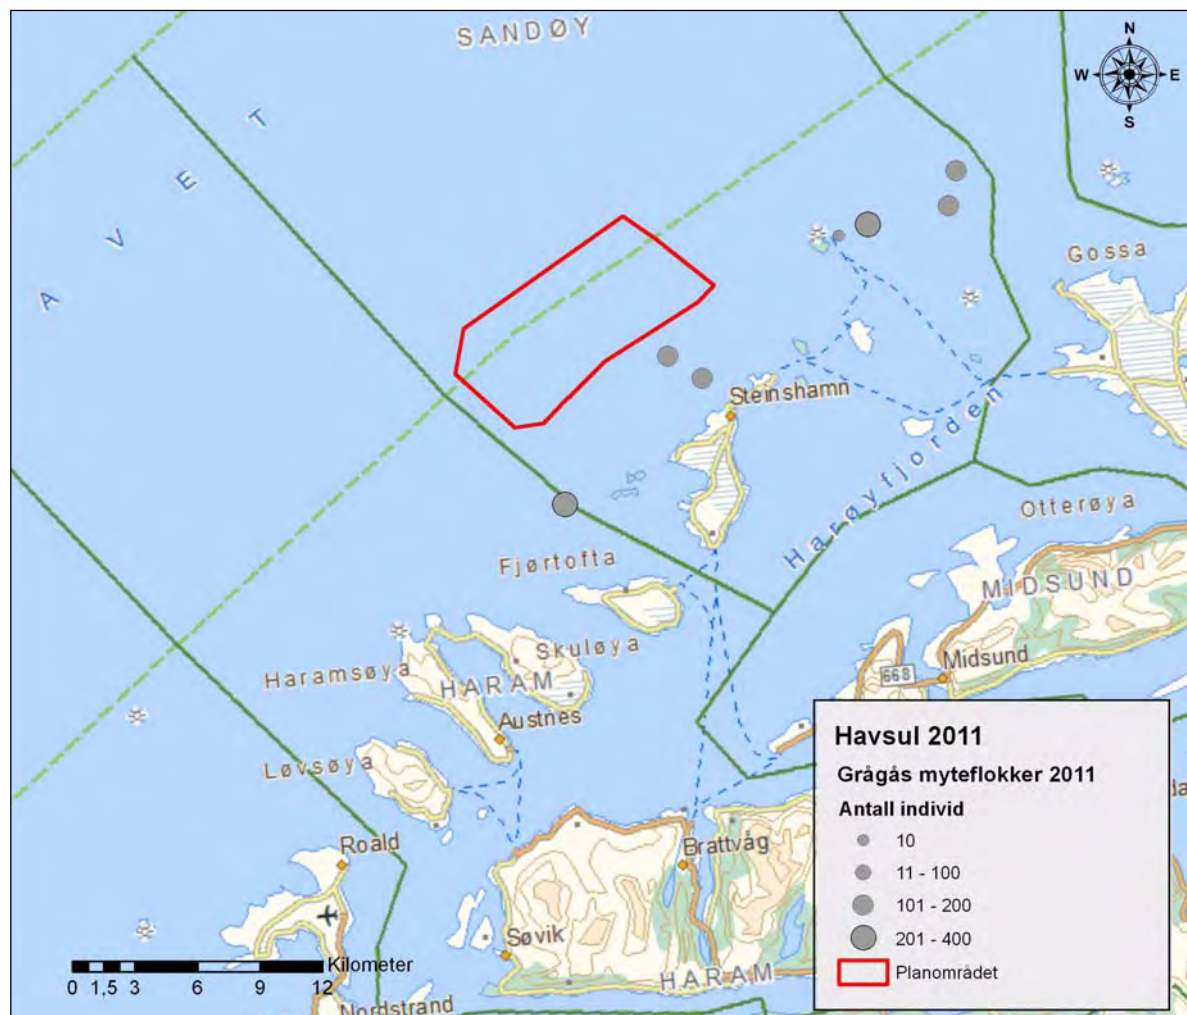 SANDØY
N
W
E
S
A V E T
Gossa
Steinshamn
Harøyfjorden
Otterøya
Fjørtofta
MIDSUND
Skuløya
Haramsøya
HARAM
Midsund
668
Austnes
Løvsøya
Roald
Brattvåg
Søvik
HARAM
Nordstrand
Kilometer
0 1,5 3 6 9 12
Havsul 2011
Grågås myteflokker 2011
Antall individ
10
11 - 100
101 - 200
201 - 400
Planområdet